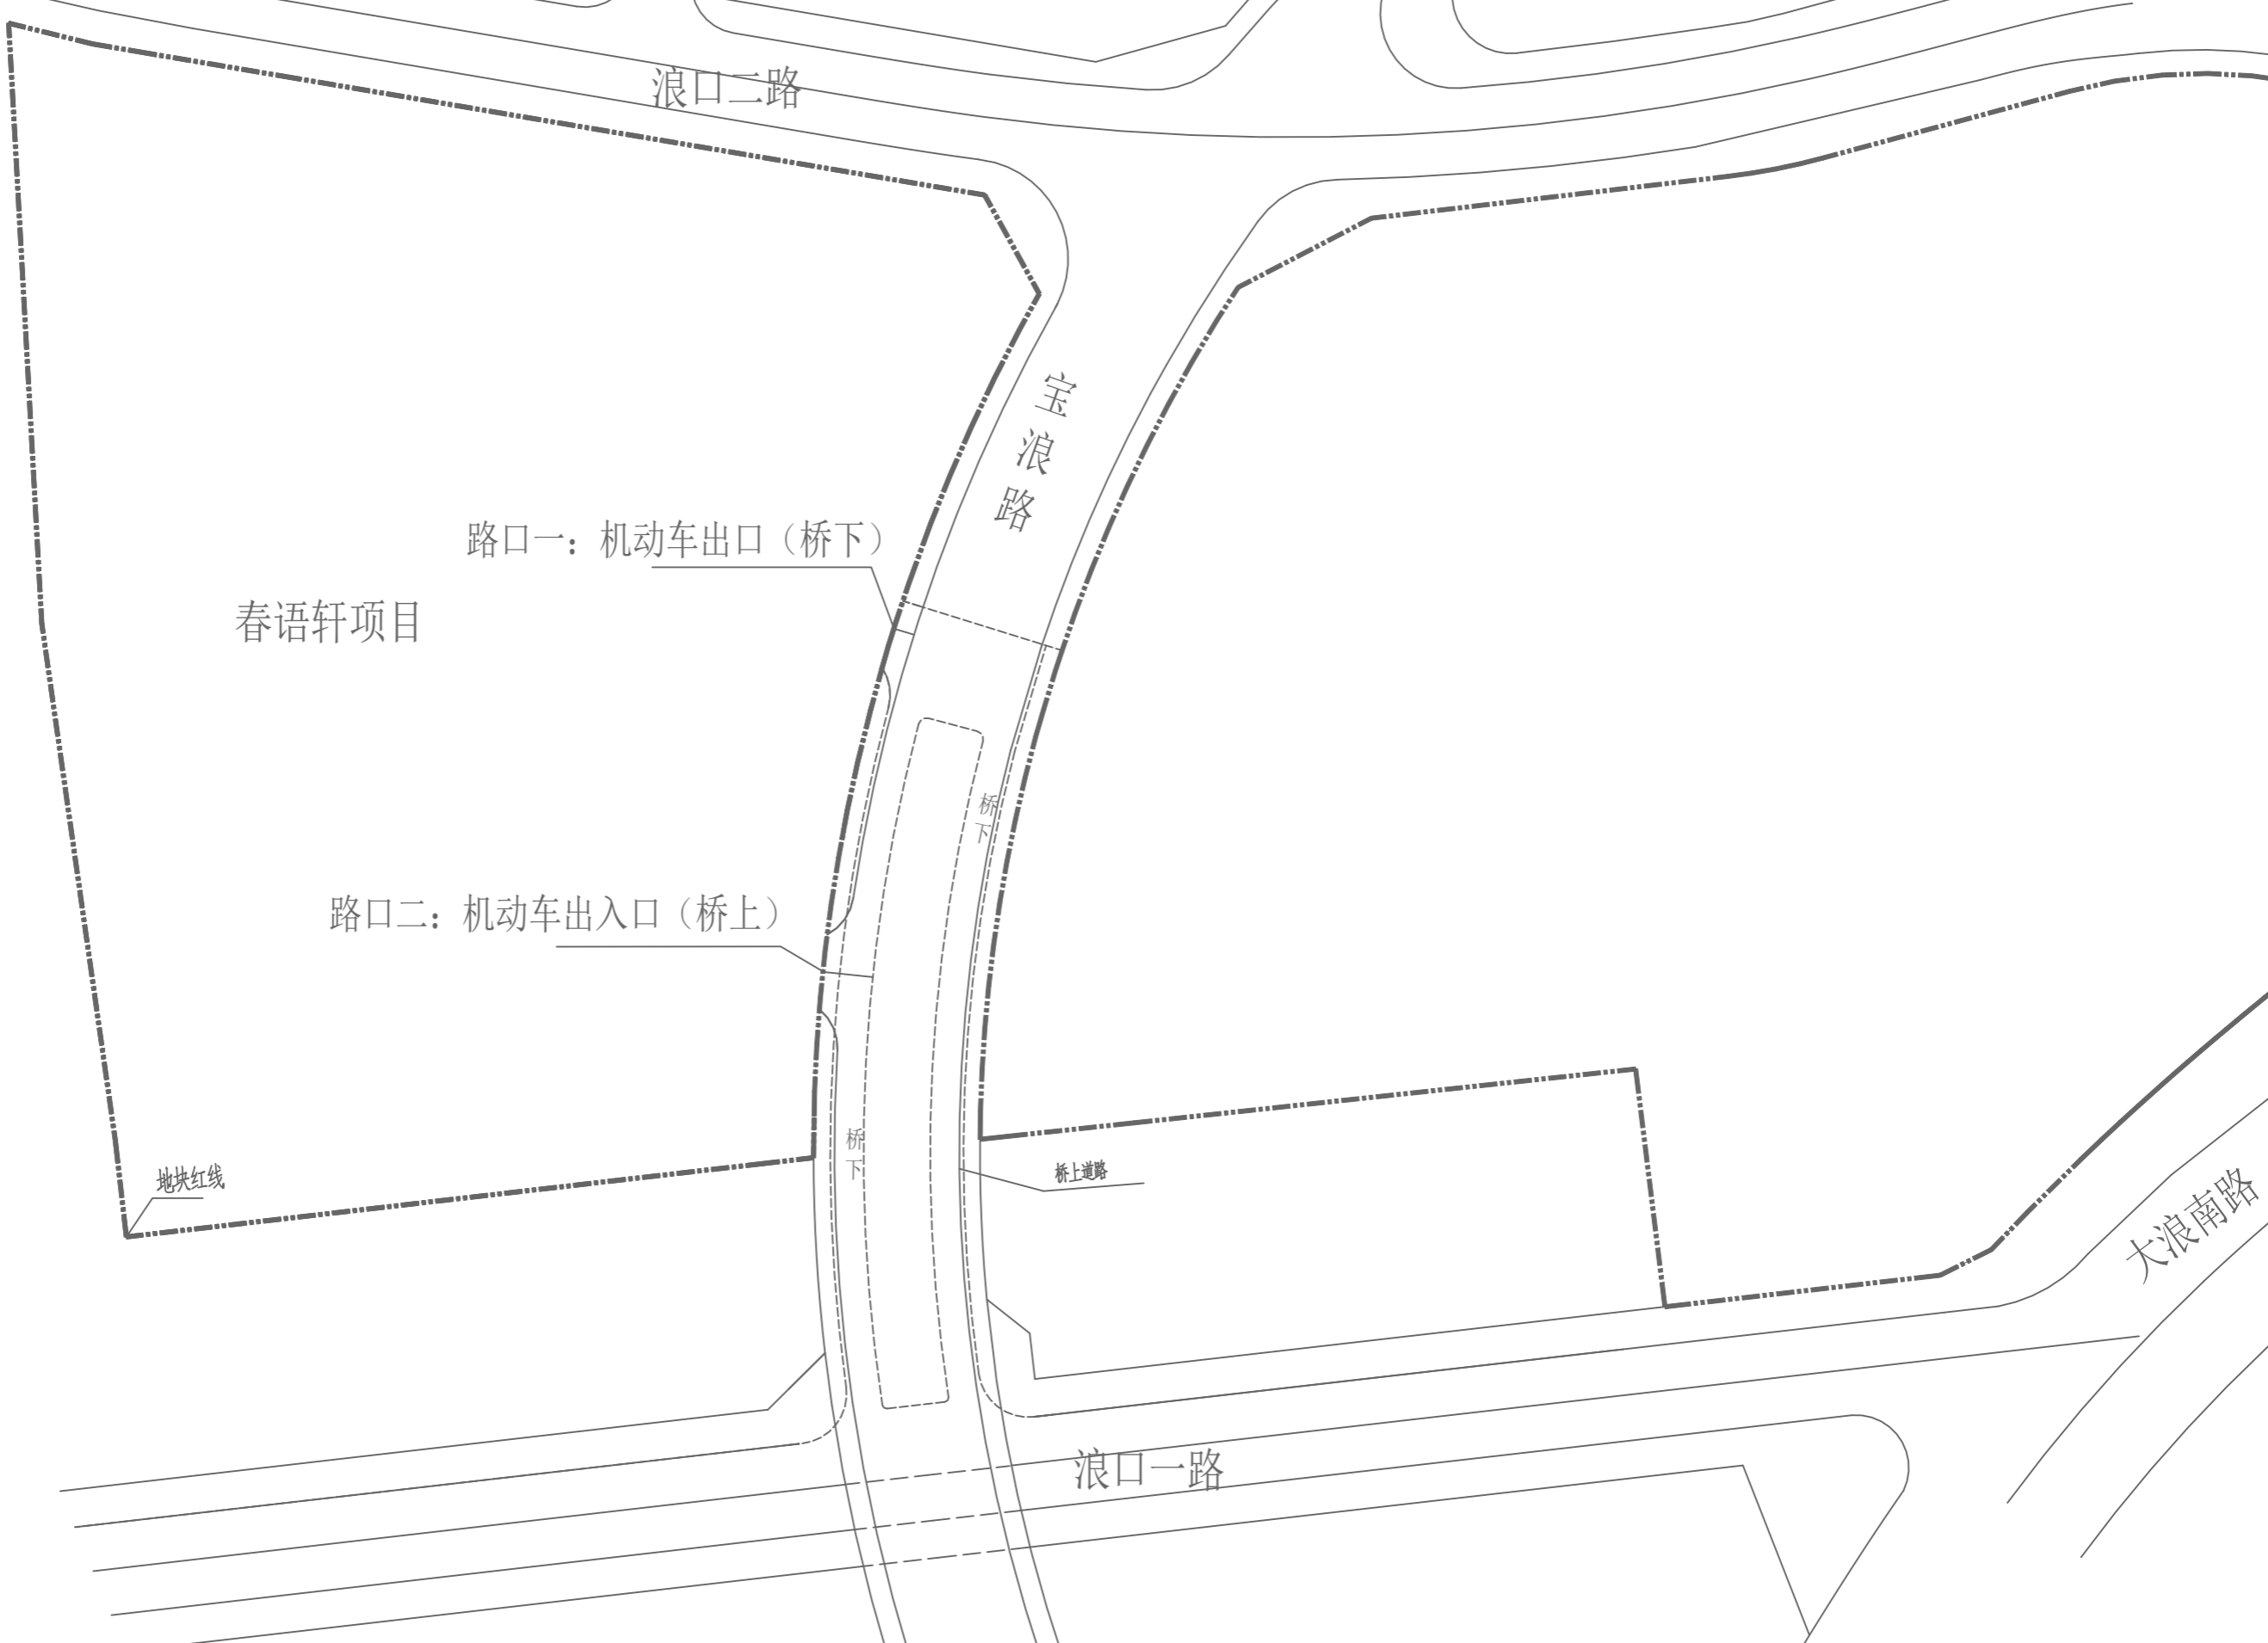 浪口二路
宝浪路
路口一：机动车出口（桥下）
春语轩项目
桥下
路口二：机动车出入口（桥上）
桥下
地块红线
桥上道路
大浪南路
浪口一路